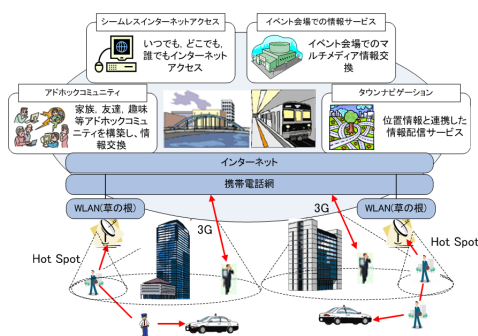 シームレスインターネットアクセス
いつでも，どこでも，
誰でもインターネット
アクセス
イベント会場での情報サービス
イベント会場でのマ
ルチメディア情報交
換
アドホックコミュニティ
家族，友達，趣味
等アドホックコミュ
ニティを構築し，情
報交換
タウンナビゲーション
位置情報と連携した
情報配信サービス
インターネット
携帯電話網
WLAN(草の根)
3G
3G
WLAN(草の根)
Hot Spot
Hot Spot